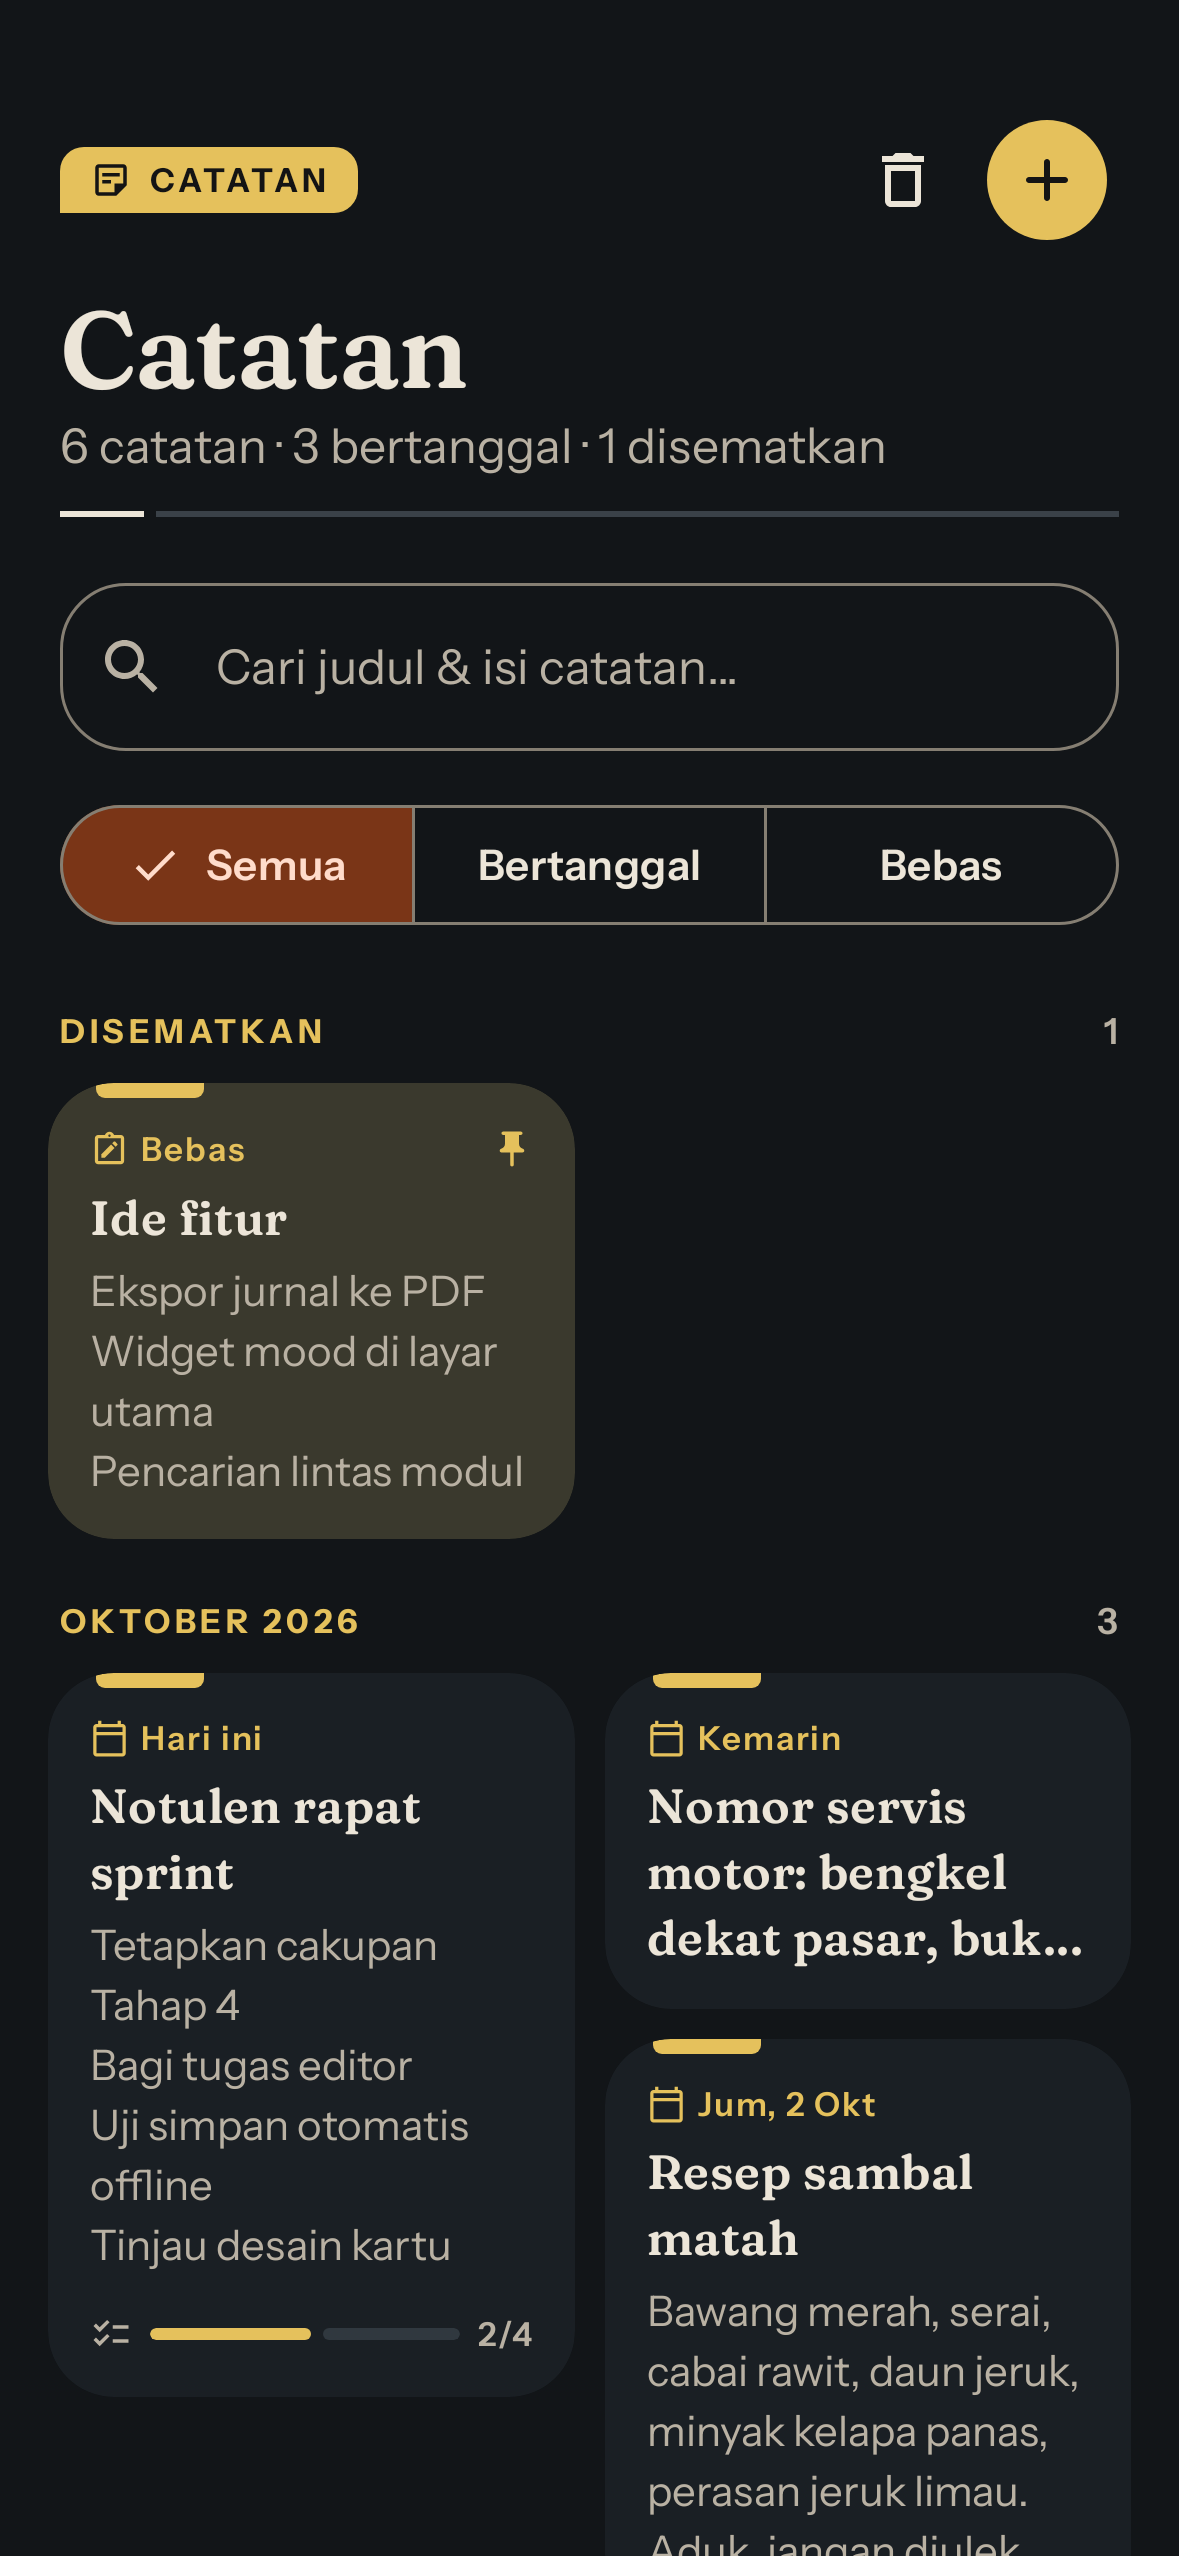 CATATAN
Catatan
6 catatan · 3 bertanggal · 1 disematkan
Cari judul & isi catatan...
Semua
Bertanggal
Bebas
DISEMATKAN
1
Bebas
Ide fitur
Ekspor jurnal ke PDF
Widget mood di layar
utama
Pencarian lintas modul
OKTOBER 2026
3
Hari ini
Notulen rapat
sprint
Tetapkan cakupan
Tahap 4
Bagi tugas editor
Uji simpan otomatis
offline
Tinjau desain kartu
2/4
Kemarin
Nomor servis
motor: bengkel
dekat pasar, buk...
Jum, 2 Okt
Resep sambal
matah
Bawang merah, serai,
cabai rawit, daun jeruk,
minyak kelapa panas,
perasan jeruk limau.
Aduk, jangan diulek